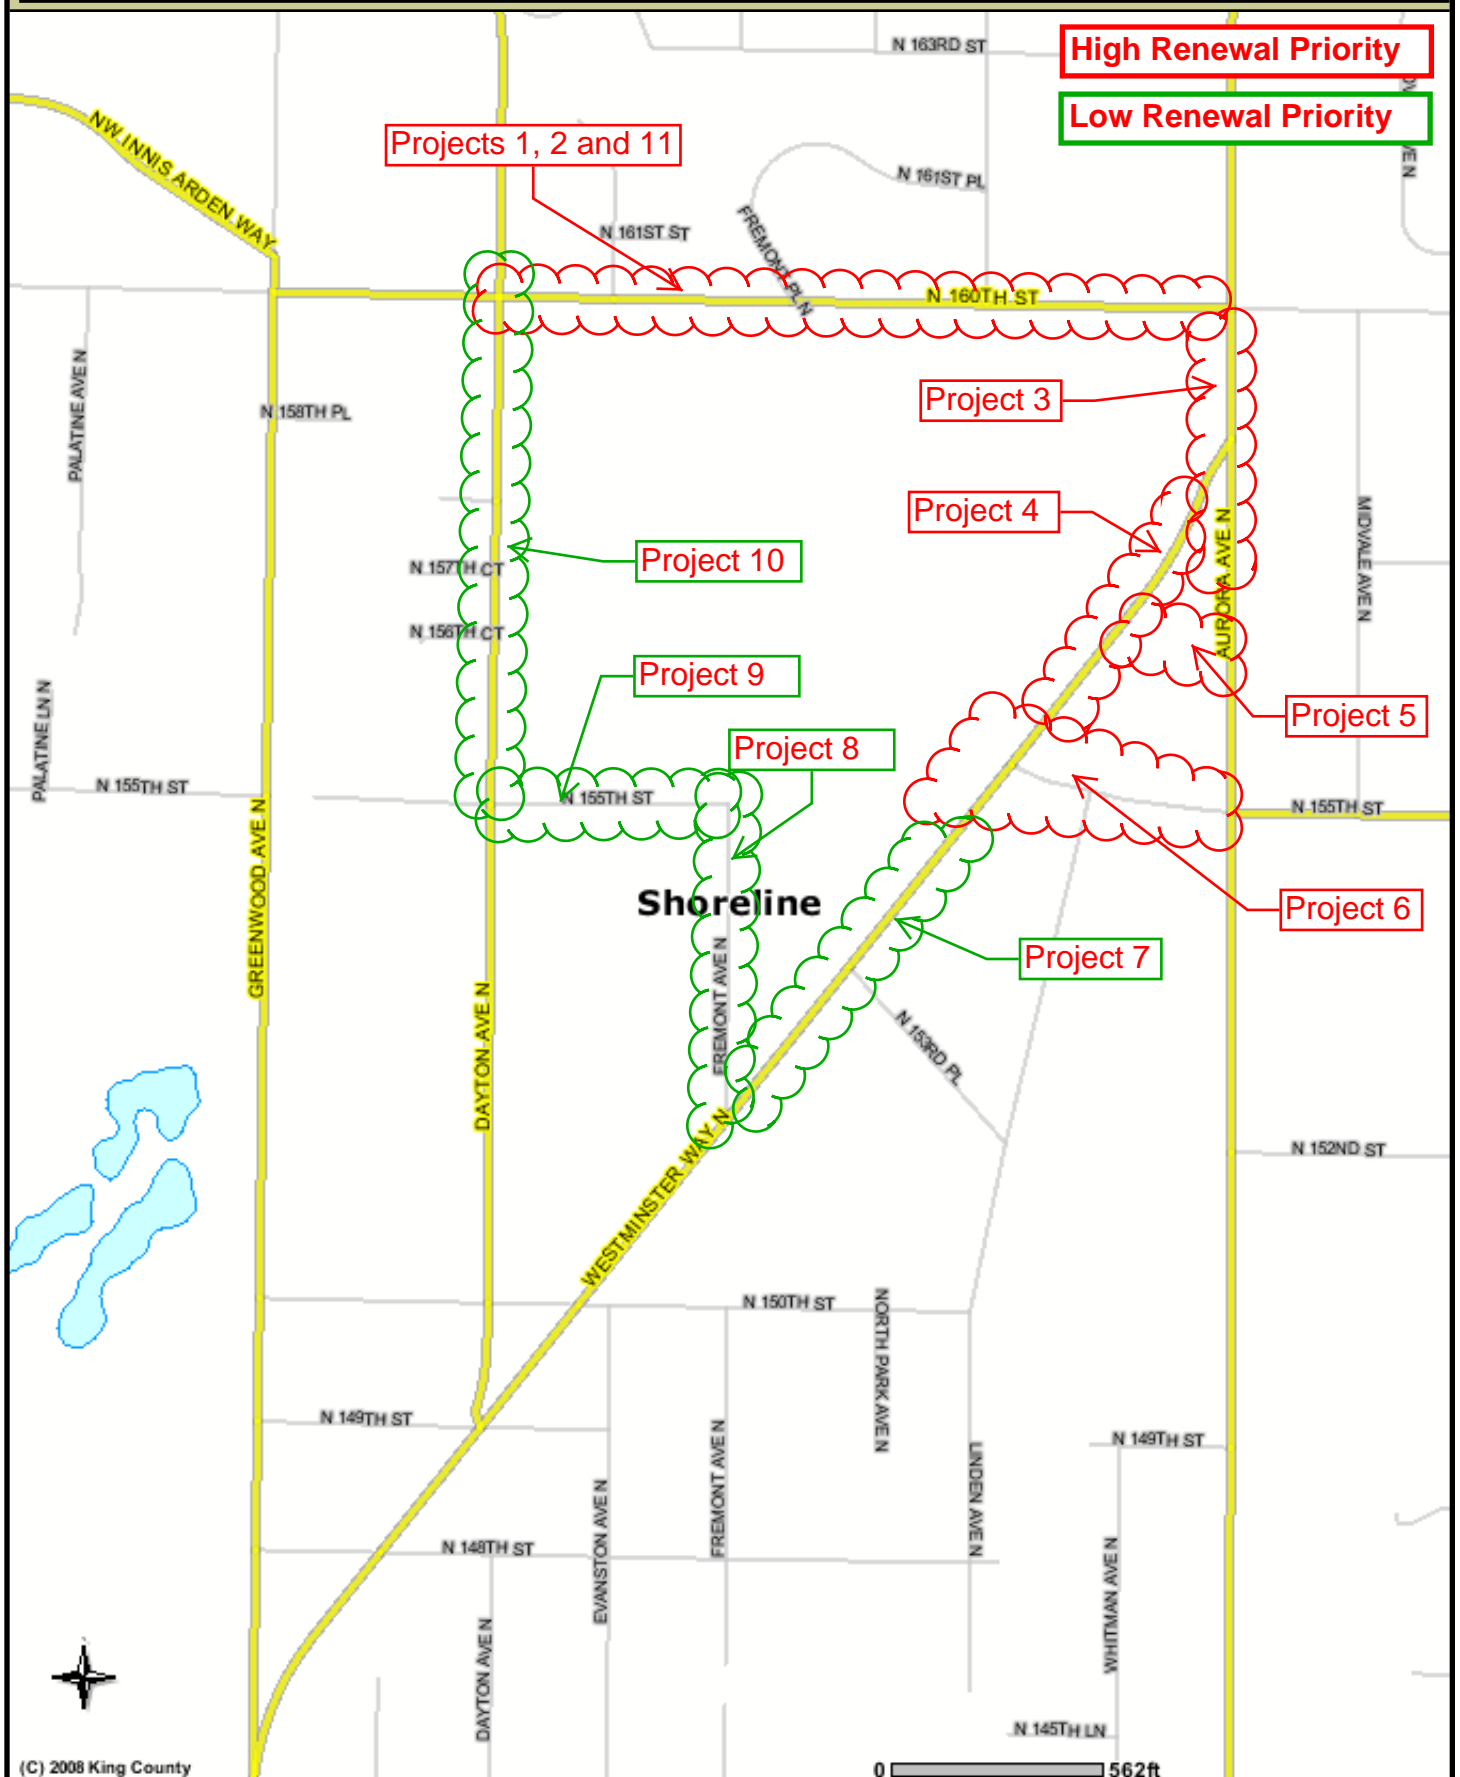 N 163RD ST
High Renewal Priority
Low Renewal Priority
NW INNIS ARDEN WAY
Projects 1, 2 and 11
N 161ST PL
N 161ST ST
FREMONT PL N
N 160TH ST
PALATINE AVE N
N 158TH PL
Project 3
Project 4
MIDVALE AVE N
AURORA AVE N
Project 10
N 157TH CT
N 156TH CT
Project 9
Project 5
PALATINE LN N
Project 8
N 155TH ST
N 155TH ST
N 155TH ST
GREENWOOD AVE N
Shoreline
Project 6
Project 7
FREMONT AVE N
DAYTON AVE N
N 153RD PL
WESTMINSTER WAY N
N 152ND ST
N 150TH ST
NORTH PARK AVE N
N 149TH ST
FREMONT AVE N
LINDEN AVE N
N 149TH ST
EVANSTON AVE N
N 148TH ST
WHITMAN AVE N
DAYTON AVE N
N 145TH LN
(C) 2008 King County
0 562ft